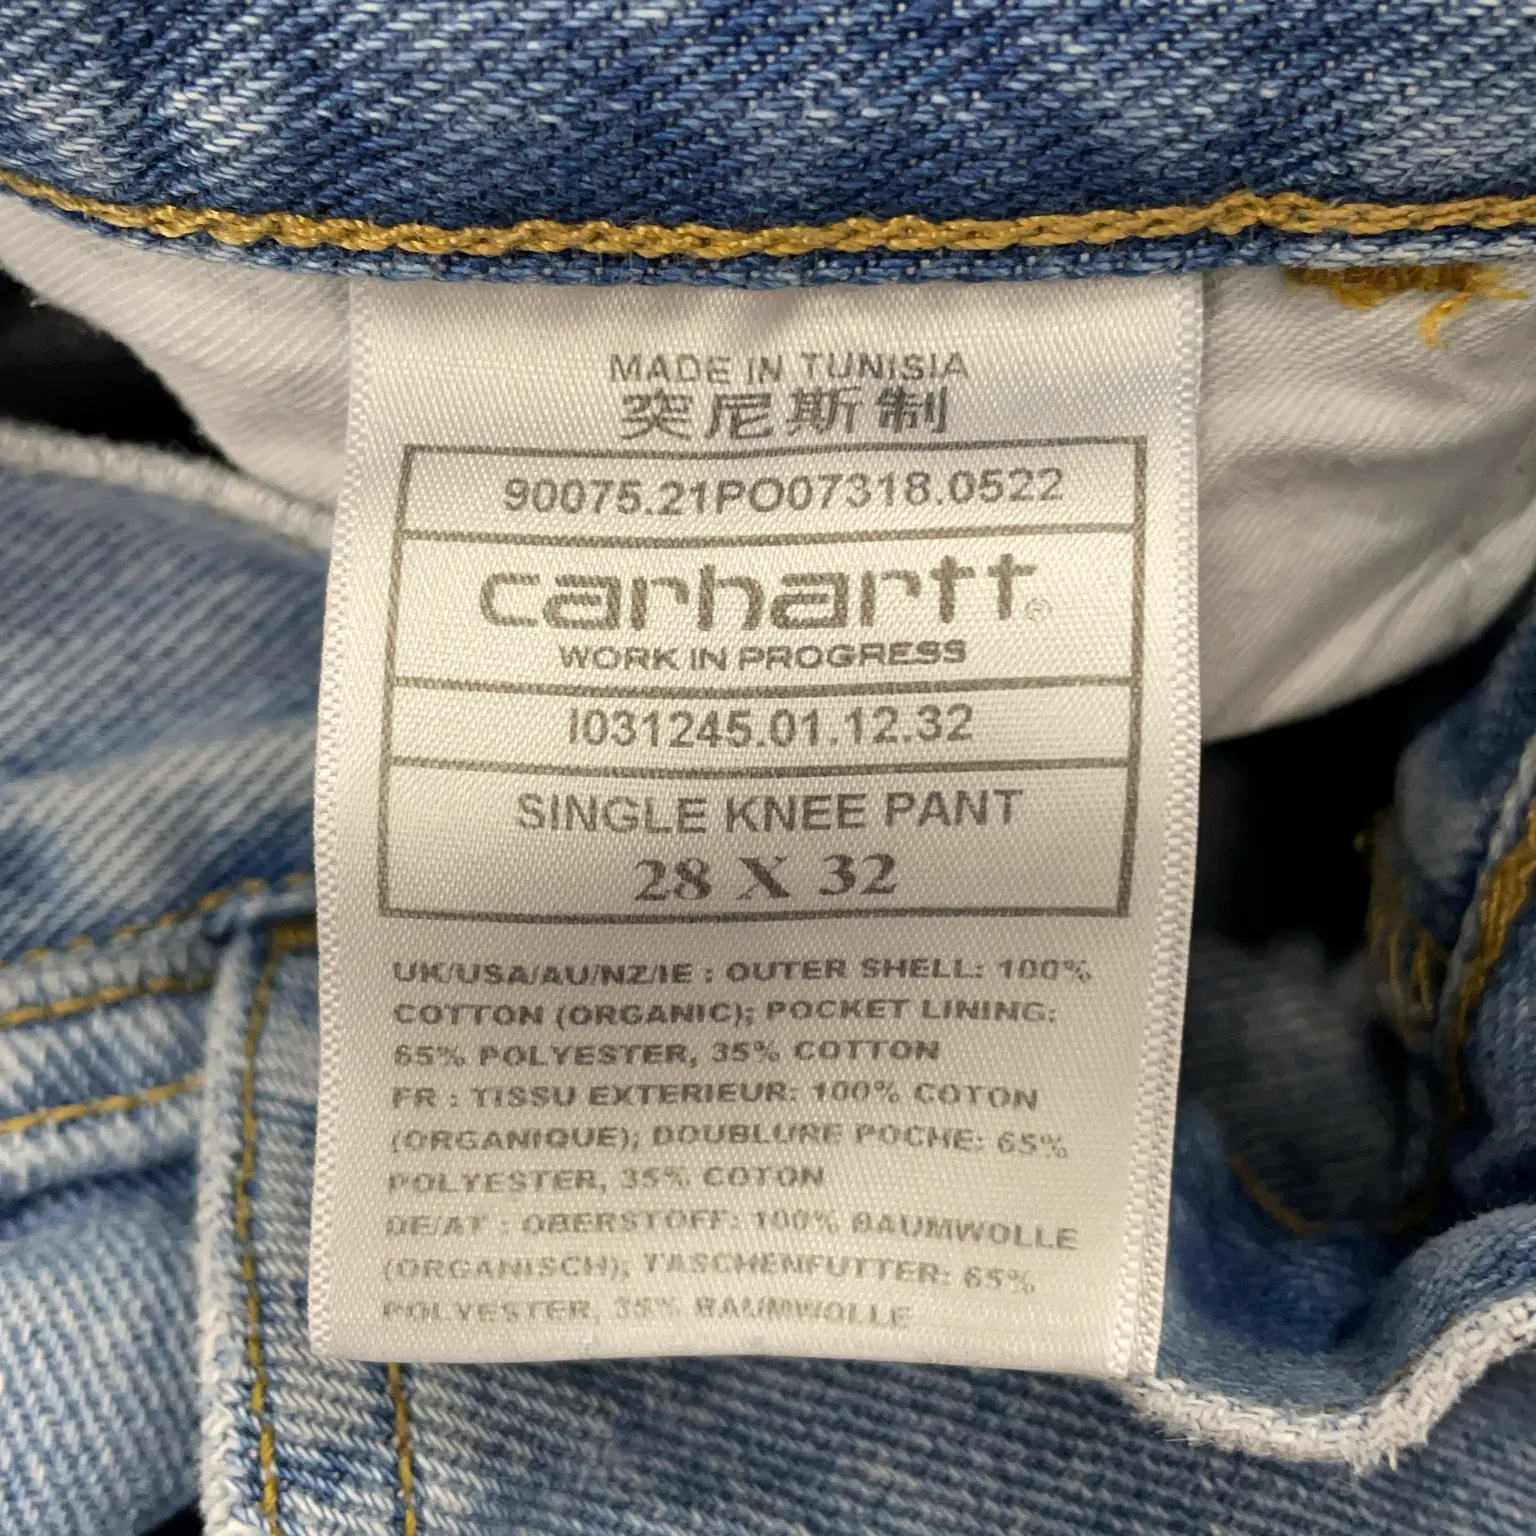 MADE IN TUNISIA
突尼斯制
90075.21PO07318.0522
carhartt®
WORK IN PROGRESS
I031245.01.12.32
SINGLE KNEE PANT
28 X 32
UK/USA/AU/NZ/IE : OUTER SHELL: 100%
COTTON (ORGANIC); POCKET LINING:
65% POLYESTER, 35% COTTON
FR : TISSU EXTERIEUR: 100% COTON
(ORGANIQUE); DOUBLURE POCHE: 65%
POLYESTER, 35% COTON
DE/AT : OBERSTOFF: 100% BAUMWOLLE
(ORGANISCH); TASCHENFUTTER: 65%
POLYESTER, 35% BAUMWOLLE